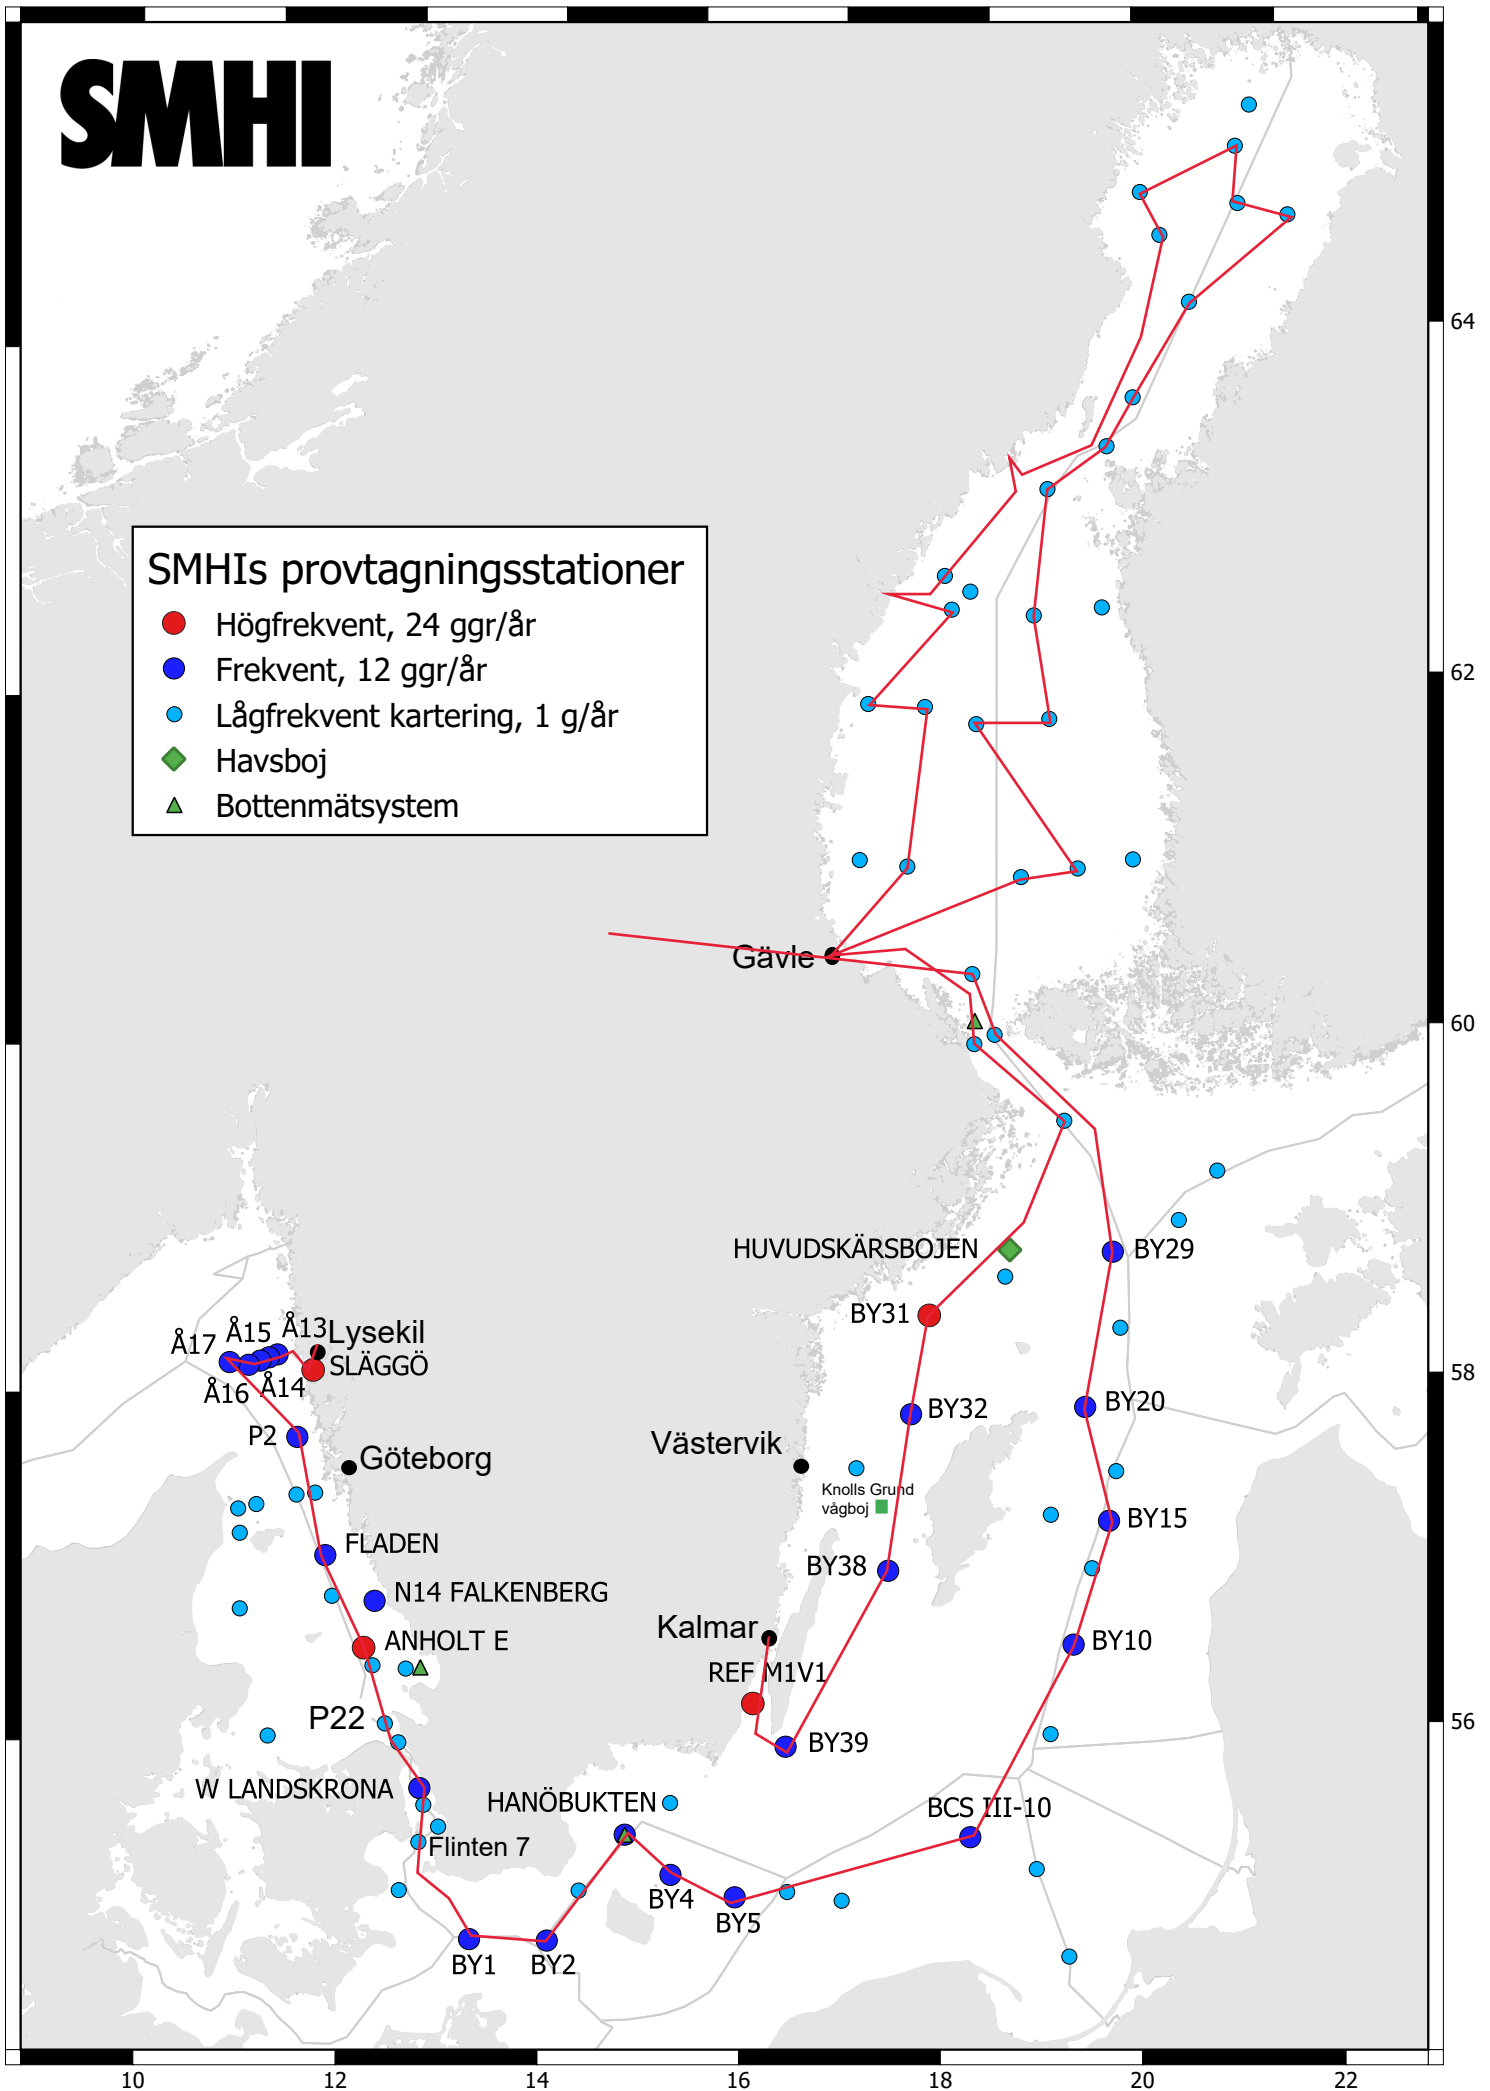 SMHI
64
SMHIs provtagningsstationer
Högfrekvent, 24 ggr/år
Frekvent, 12 ggr/år
Lågfrekvent kartering, 1 g/år
Havsboj
Bottenmätsystem
62
Gävle
60
HUVUDSKÄRSBOJEN
BY29
BY31
Å17 Å15 Å13 Lysekil
SLÄGGÖ
58
Å16 Å14
BY20
BY32
P2
Västervik
Göteborg
Knolls Grund
vågboj
BY15
FLADEN
BY38
N14 FALKENBERG
Kalmar
ANHOLT E
BY10
REF M1V1
P22
56
BY39
W LANDSKRONA
HANÖBUKTEN
BCS III-10
Flinten 7
BY4
BY5
BY1
BY2
10 12 14 16 18 20 22